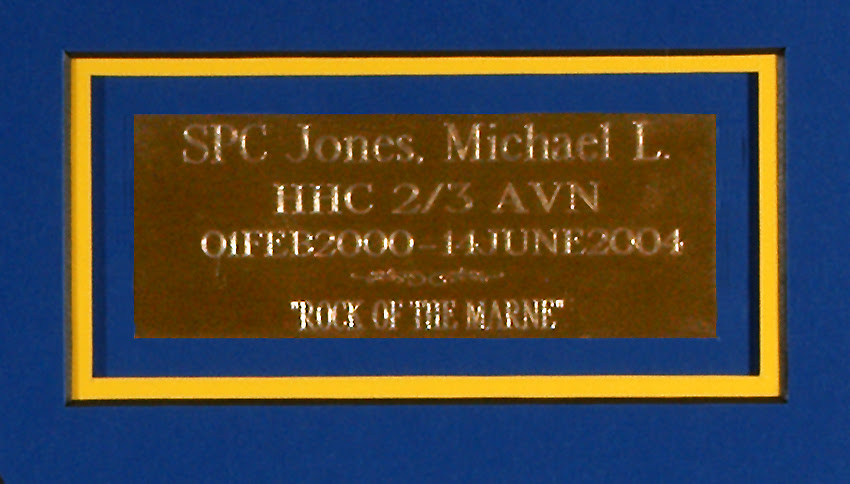 SPC Jones, Michael L.
HHC 2/3 AVN
01FEB2000-14JUNE2004
"ROCK OF THE MARNE"